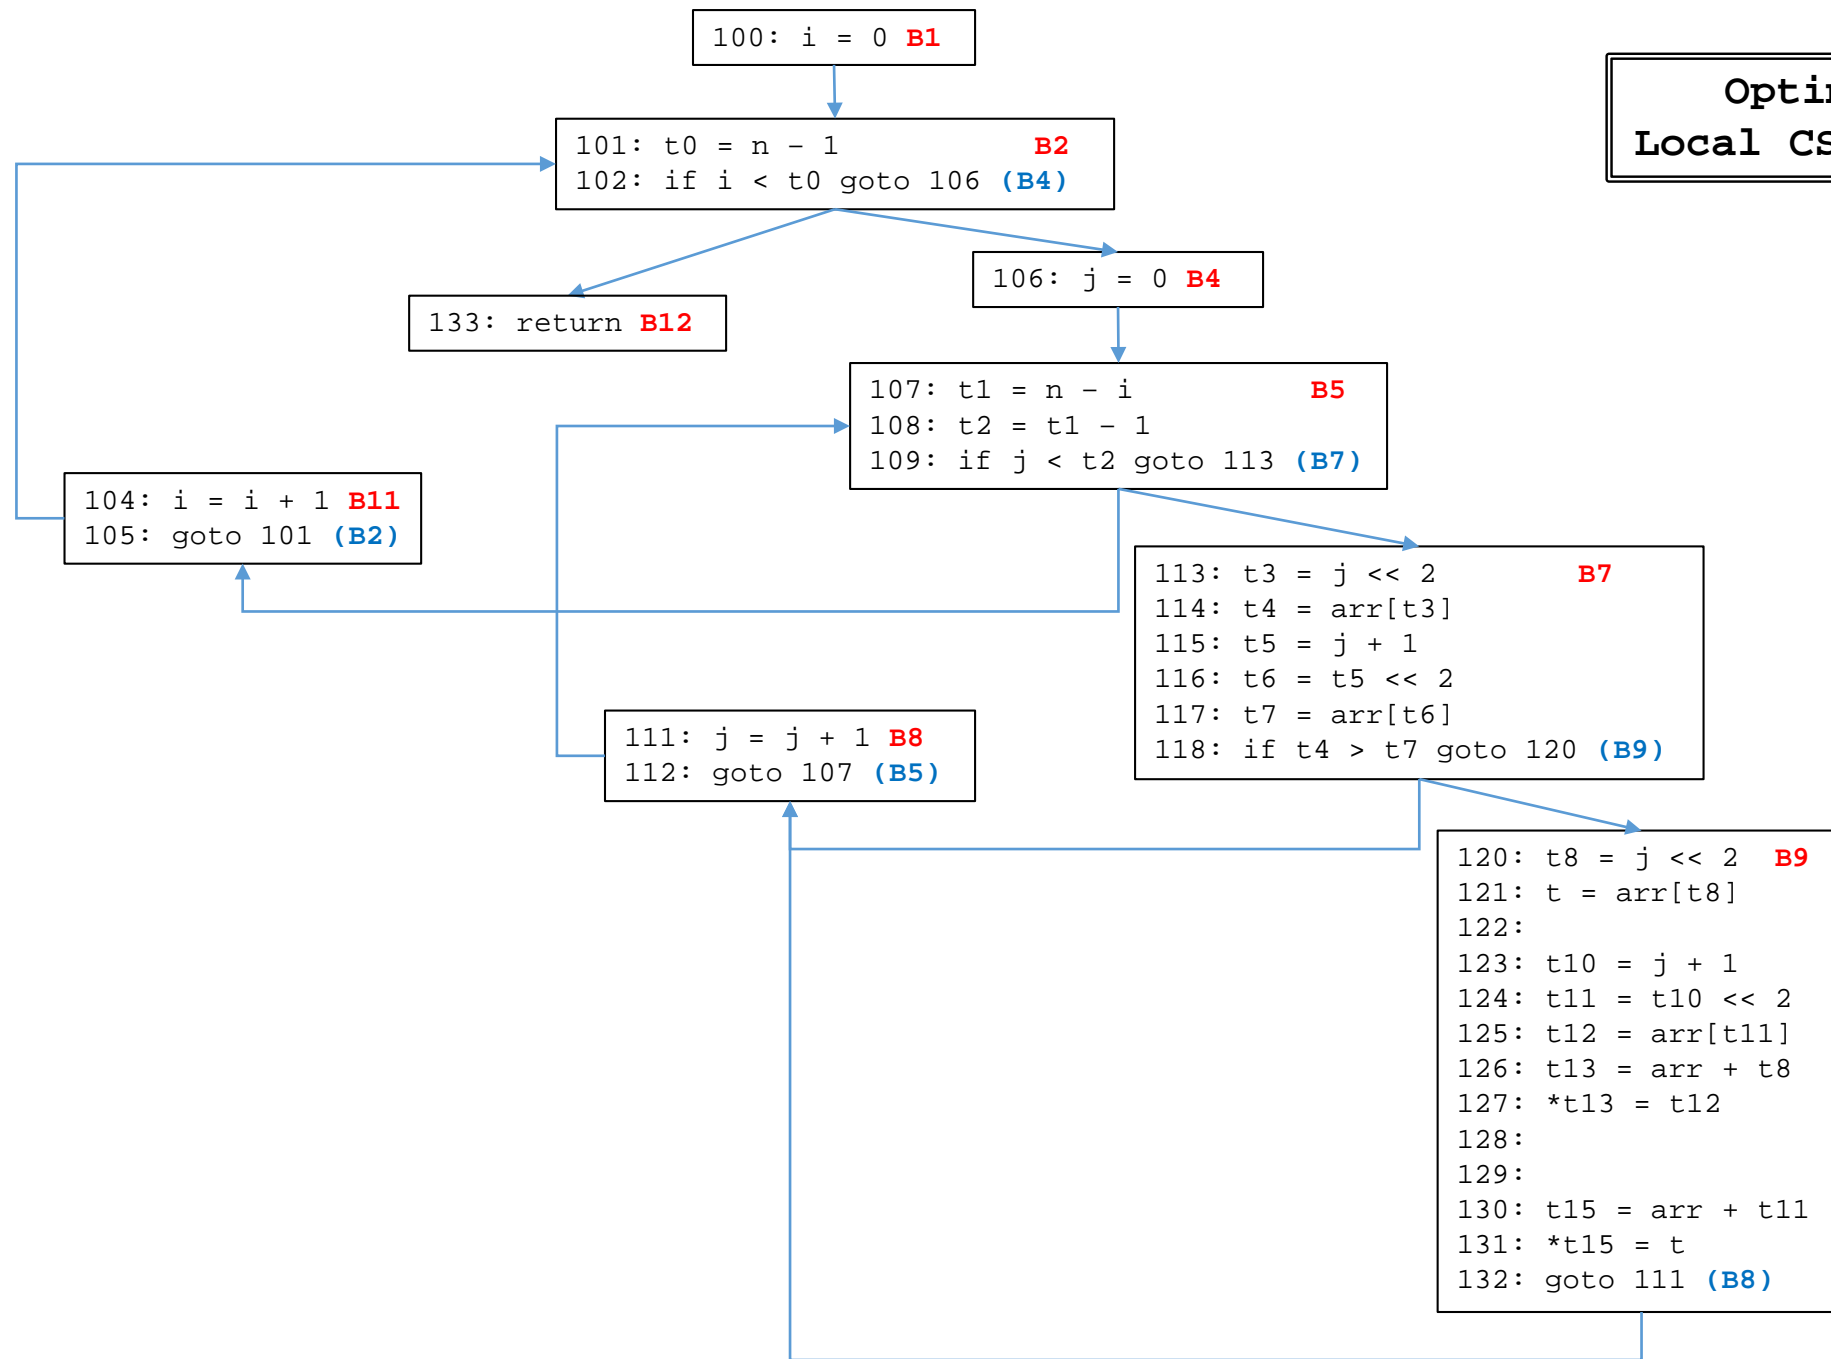 100: i = 0 B1
Optim
Local CS
101: t0 = n – 1 B2
102: if i < t0 goto 106 (B4)
106: j = 0 B4
133: return B12
107: t1 = n – i B5
108: t2 = t1 – 1
109: if j < t2 goto 113 (B7)
104: i = i + 1 B11
105: goto 101 (B2)
113: t3 = j << 2 B7
114: t4 = arr[t3]
115: t5 = j + 1
116: t6 = t5 << 2
117: t7 = arr[t6]
118: if t4 > t7 goto 120 (B9)
111: j = j + 1 B8
112: goto 107 (B5)
120: t8 = j << 2 B9
121: t = arr[t8]
122:
123: t10 = j + 1
124: t11 = t10 << 2
125: t12 = arr[t11]
126: t13 = arr + t8
127: *t13 = t12
128:
129:
130: t15 = arr + t11
131: *t15 = t
132: goto 111 (B8)